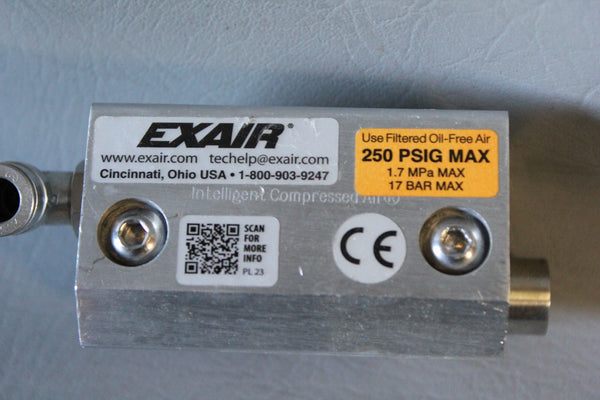 EXAIR®
www.exair.com techelp@exair.com
Cincinnati, Ohio USA • 1-800-903-9247
Use Filtered Oil-Free Air
250 PSIG MAX
1.7 MPa MAX
17 BAR MAX
Intelligent Compressed Air®
SCAN
FOR
MORE
INFO
PL 23
CE